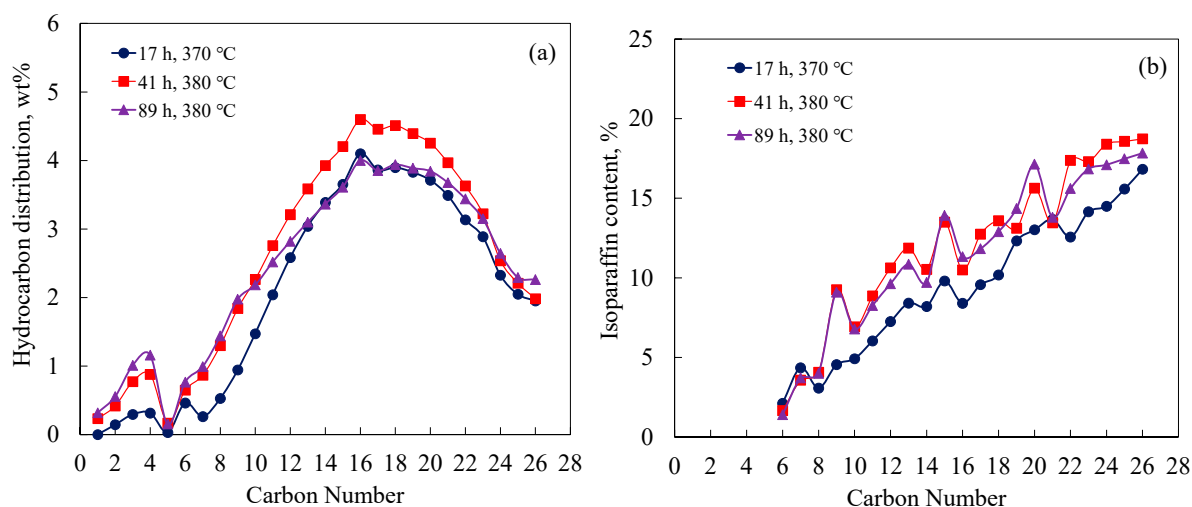 6
5
4
3
2
1
0
Hydrocarbon distribution, wt%
17 h, 370 °C
41 h, 380 °C
89 h, 380 °C
(a)
0 2 4 6 8 10 12 14 16 18 20 22 24 26 28
Carbon Number
25
20
15
10
5
0
Isoparaffin content, %
17 h, 370 °C
41 h, 380 °C
89 h, 380 °C
(b)
0 2 4 6 8 10 12 14 16 18 20 22 24 26 28
Carbon Number